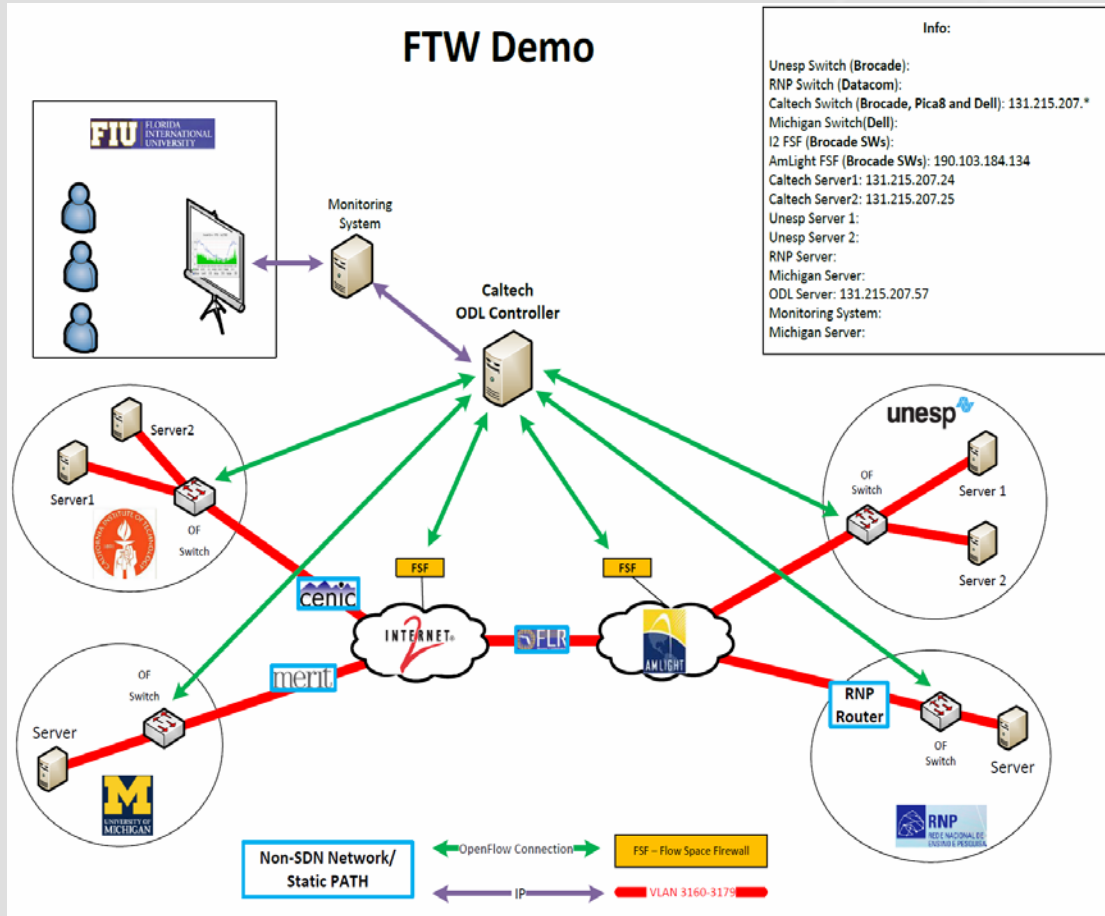 FTW Demo
Info:
Unesp Switch (Brocade):
RNP Switch (Datacom):
Caltech Switch (Brocade, Pica8 and Dell): 131.215.207.*
Michigan Switch(Dell):
I2 FSF (Brocade SWs):
AmLight FSF (Brocade SWs): 190.103.184.134
Caltech Server1: 131.215.207.24
Caltech Server2: 131.215.207.25
Unesp Server 1:
Unesp Server 2:
RNP Server:
Michigan Server:
ODL Server: 131.215.207.57
Monitoring System:
Michigan Server:
FIU
FLORIDA
INTERNATIONAL
UNIVERSITY
Monitoring
System
Caltech
ODL Controller
Server2
Server1
OF
Switch
CALIFORNIA INSTITUTE OF TECHNOLOGY
cenic
unesp
OF
Switch
Server 1
Server 2
FSF
FSF
INTERNET
2
FLR
AMLIGHT
merit
OF
Switch
Server
M
UNIVERSITY OF
MICHIGAN
RNP
Router
OF
Switch
Server
RNP
REDE NACIONAL DE
ENSINO E PESQUISA
Non-SDN Network/
Static PATH
OpenFlow Connection
IP
FSF – Flow Space Firewall
VLAN 3160-3179